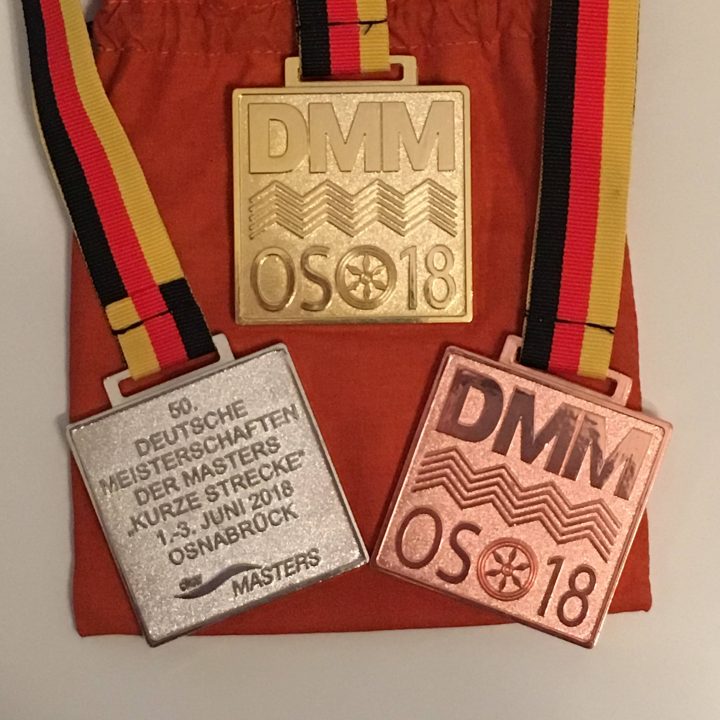 DMM
OS 18
50.
DEUTSCHE
MEISTERSCHAFTEN
DER MASTERS
„KURZE STRECKE"
1.-3. JUNI 2018
OSNABRÜCK
MASTERS
DMM
OS 18